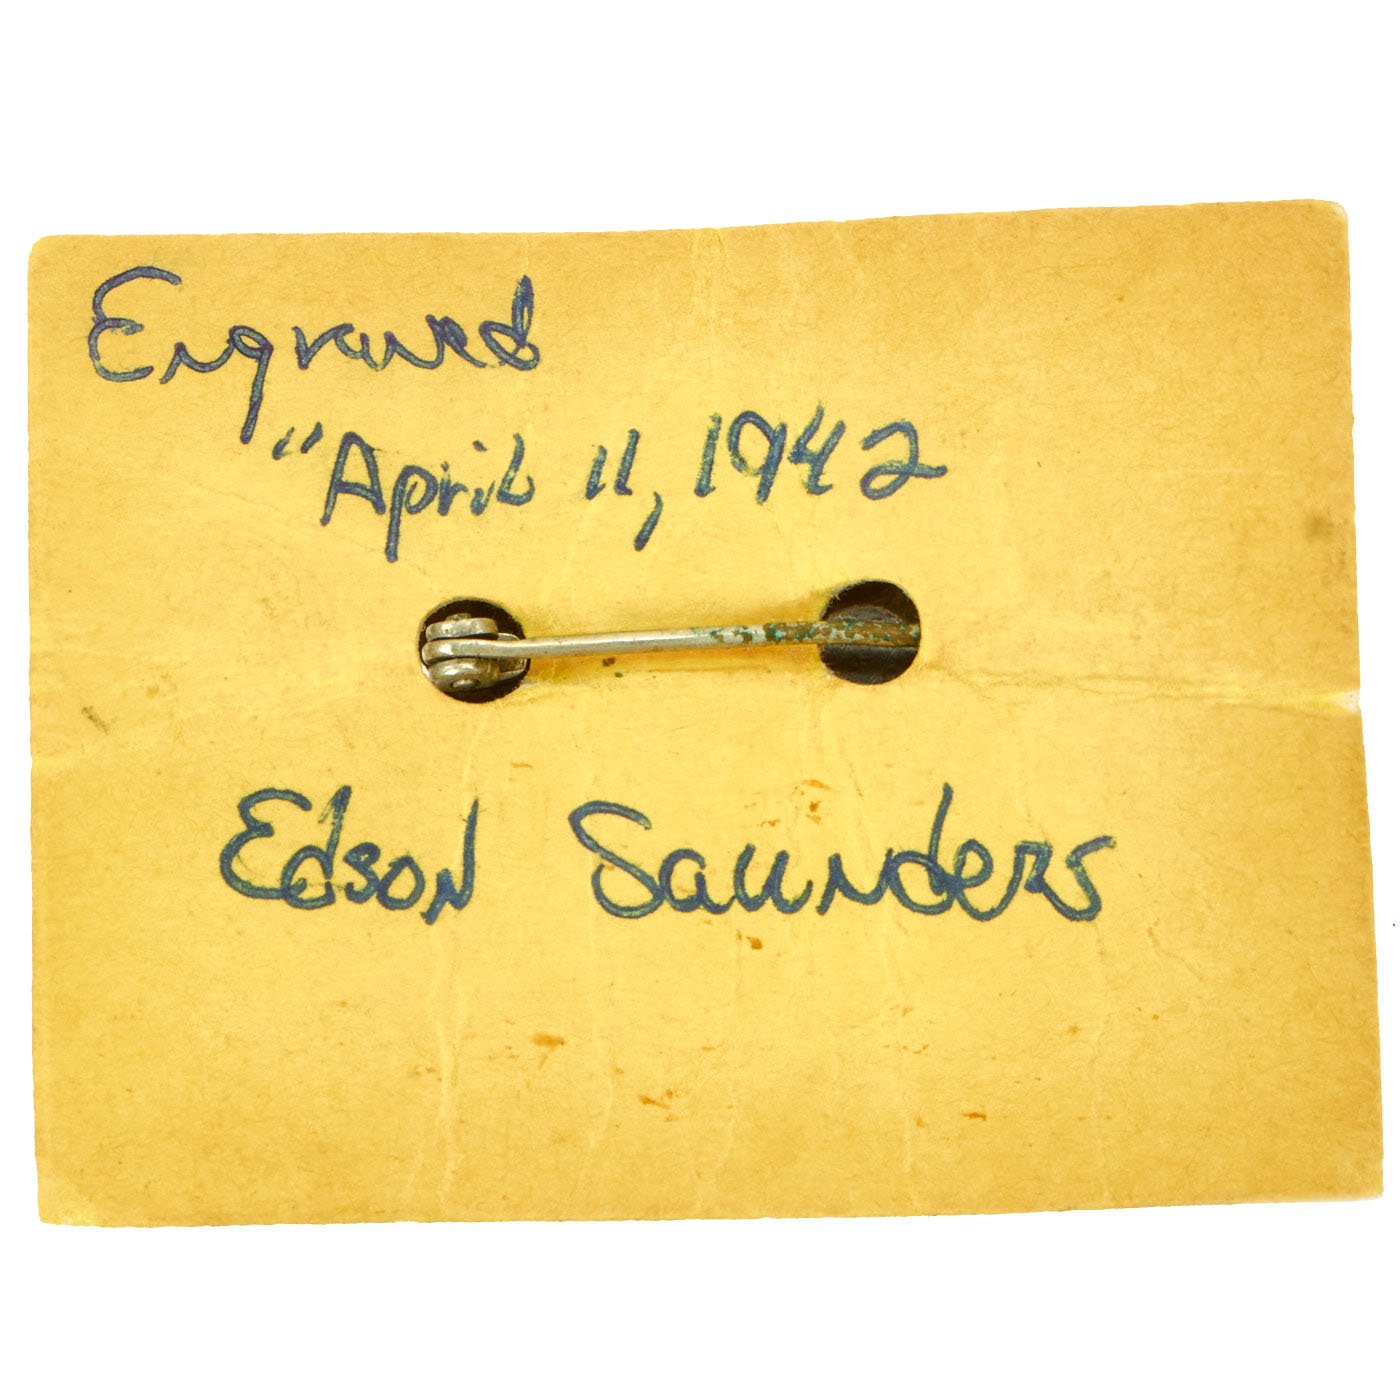 Engraved
"April 11, 1942
Edson Saunders